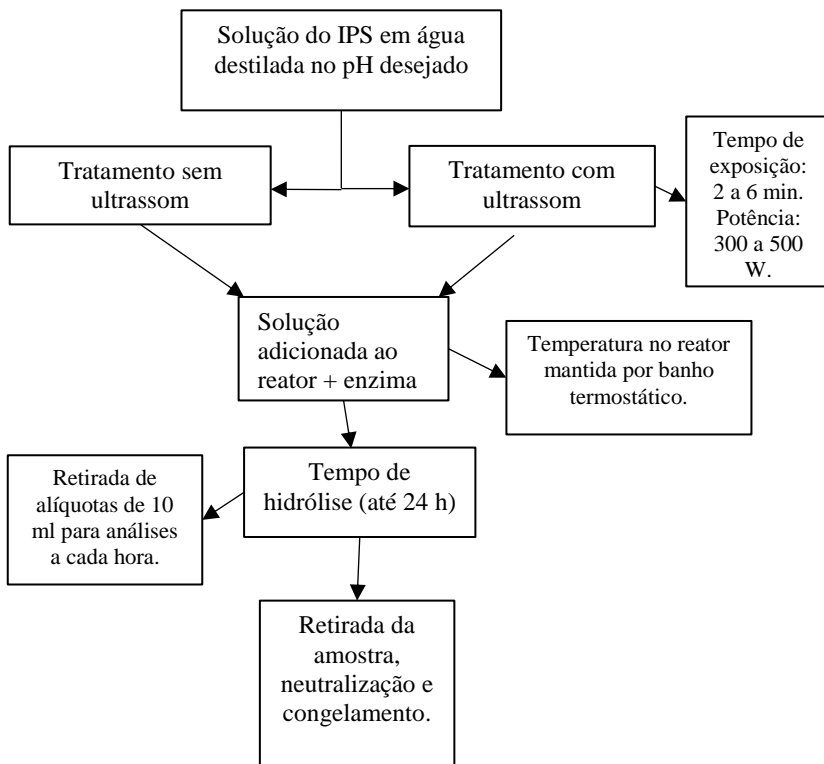 Solução do IPS em água
destilada no pH desejado
Tratamento sem
ultrassom
Tratamento com
ultrassom
Tempo de
exposição:
2 a 6 min.
Potência:
300 a 500
W.
Solução
adicionada ao
reator + enzima
Temperatura no reator
mantida por banho
termostático.
Retirada de
alíquotas de 10
ml para análises
a cada hora.
Tempo de
hidrólise (até 24 h)
Retirada da
amostra,
neutralização e
congelamento.